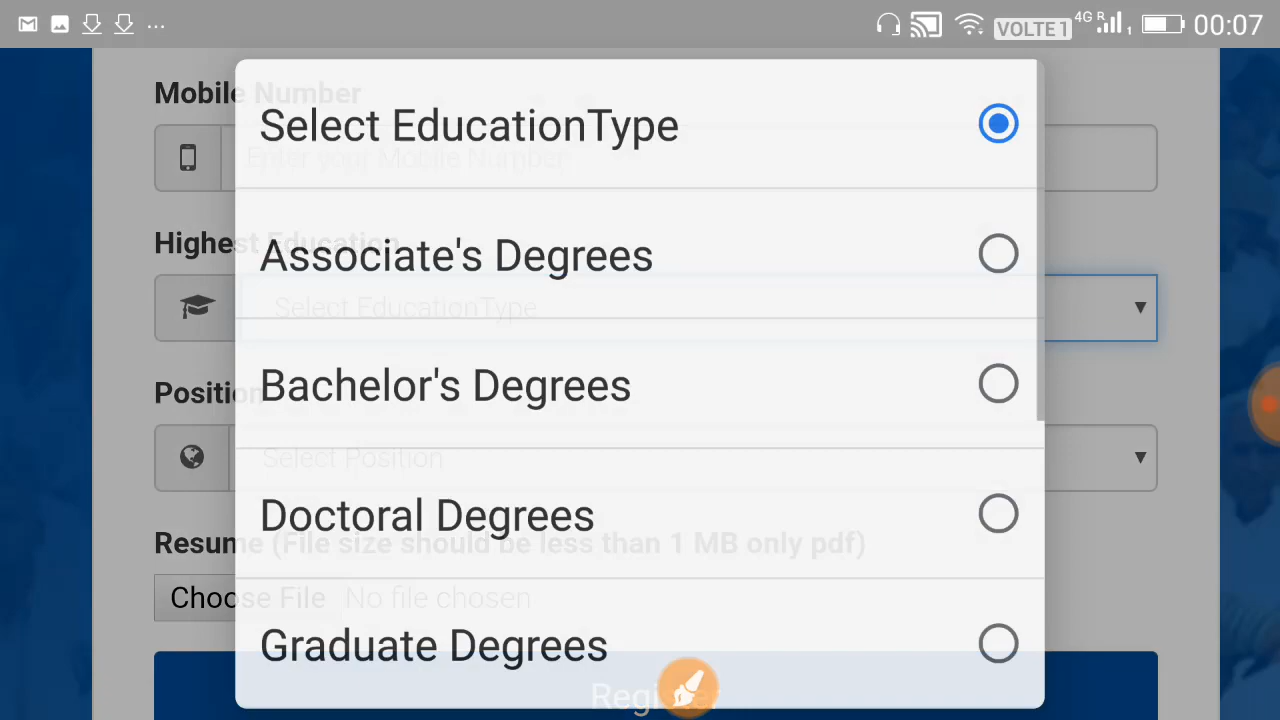 ... VOLTE 1 4G R 1 00:07
Mobile Number
Select EducationType
Enter your Mobile Number
Highest Education
Associate's Degrees
Select EducationType
Bachelor's Degrees
Position
Select Position
Doctoral Degrees
Resume (File size should be less than 1 MB only pdf)
Choose File No file chosen
Graduate Degrees
Register